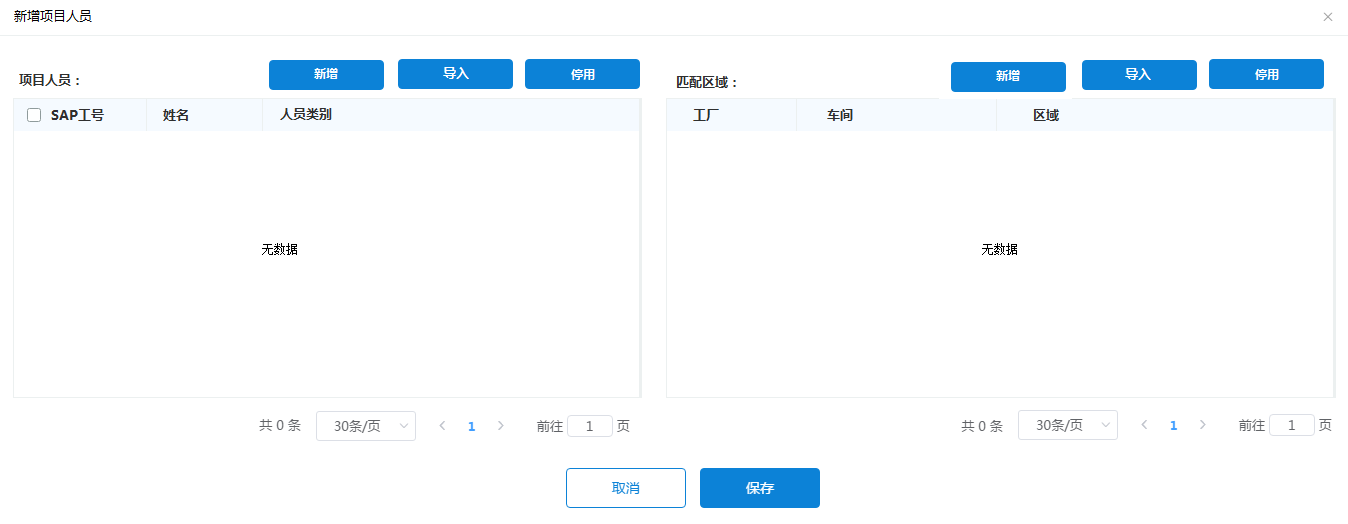 新增项目人员
项目人员： 新增 导入 停用
SAP工号 姓名 人员类别
无数据
共 0 条 30条/页 1 前往 1 页
匹配区域： 新增 导入 停用
工厂 车间 区域
无数据
共 0 条 30条/页 1 前往 1 页
取消 保存